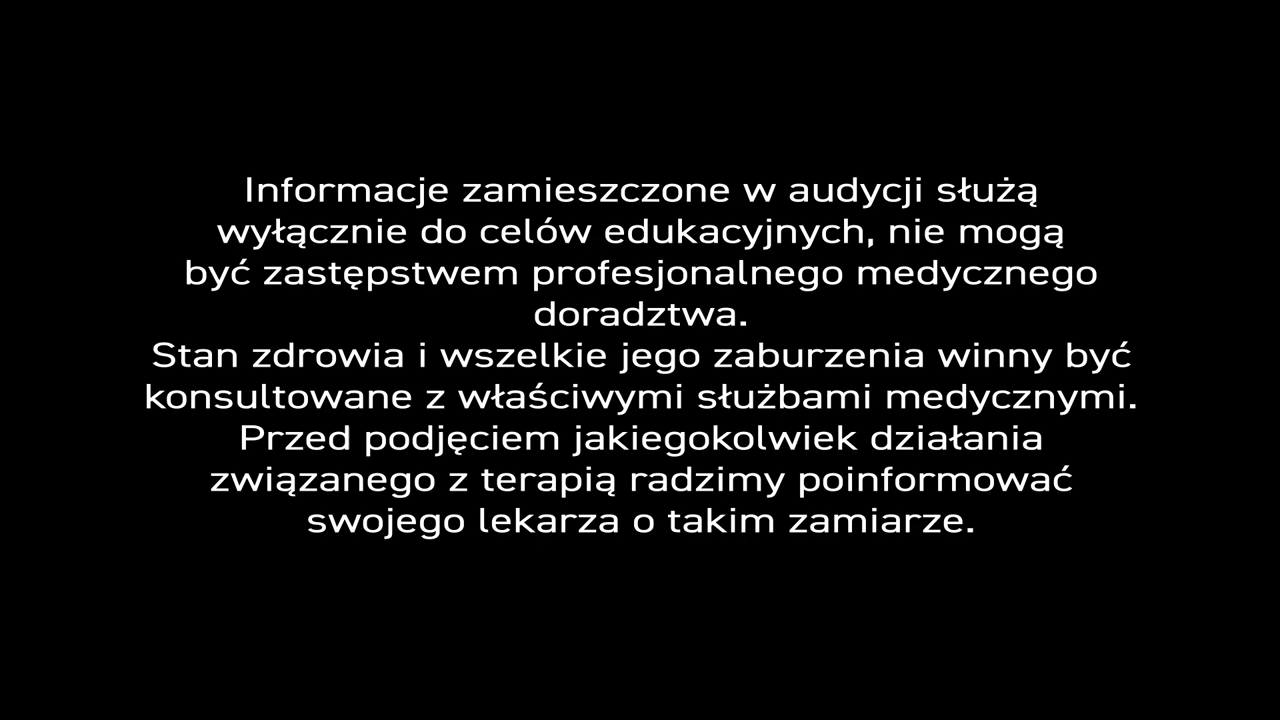 Informacje zamieszczone w audycji służą
wyłącznie do celów edukacyjnych, nie mogą
być zastępstwem profesjonalnego medycznego
doradztwa.
Stan zdrowia i wszelkie jego zaburzenia winny być
konsultowane z właściwymi służbami medycznymi.
Przed podjęciem jakiegokolwiek działania
związanego z terapią radzimy poinformować
swojego lekarza o takim zamiarze.